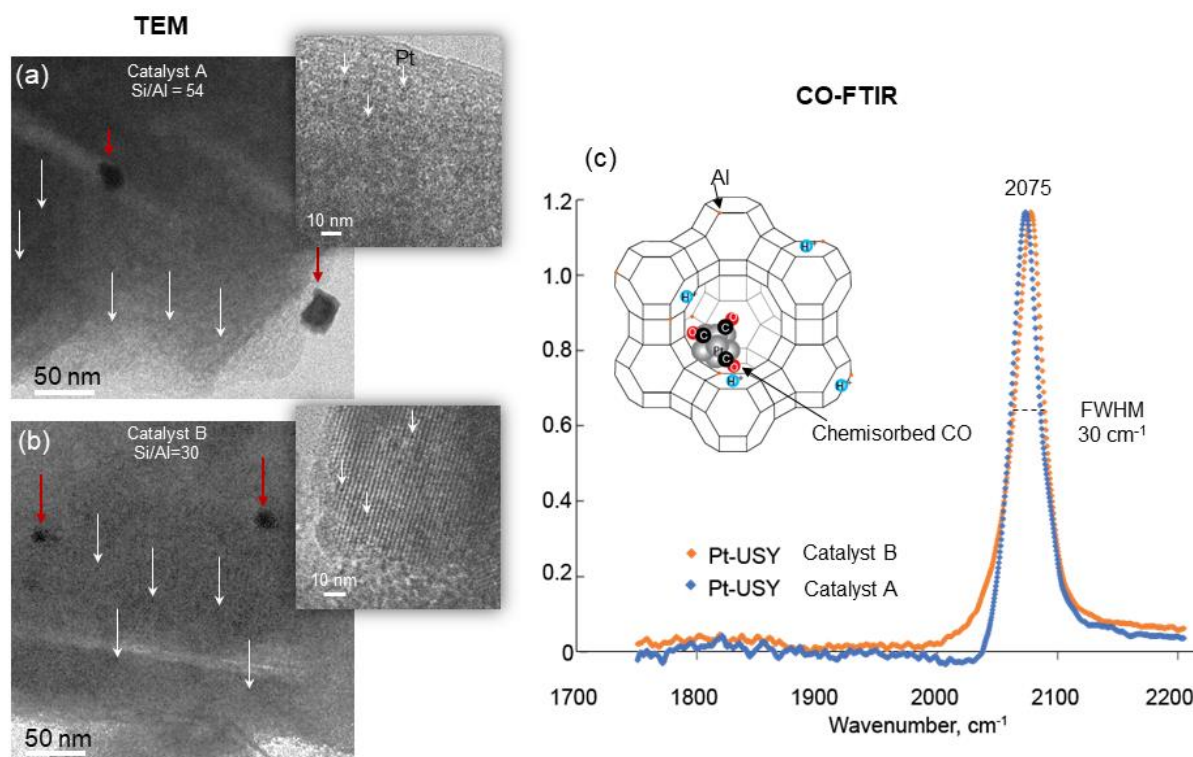 TEM
(a)
Catalyst A
Si/Al = 54
50 nm
Pt
10 nm
(b)
Catalyst B
Si/Al=30
50 nm
10 nm
CO-FTIR
(c)
2075
1.2
1.0
0.8
0.6
0.4
0.2
0
Al
H+
H+
H+
H+
O
C
C
O
Pt
C
O
Chemisorbed CO
FWHM
30 cm⁻¹
Pt-USY Catalyst B
Pt-USY Catalyst A
1700 1800 1900 2000 2100 2200
Wavenumber, cm⁻¹